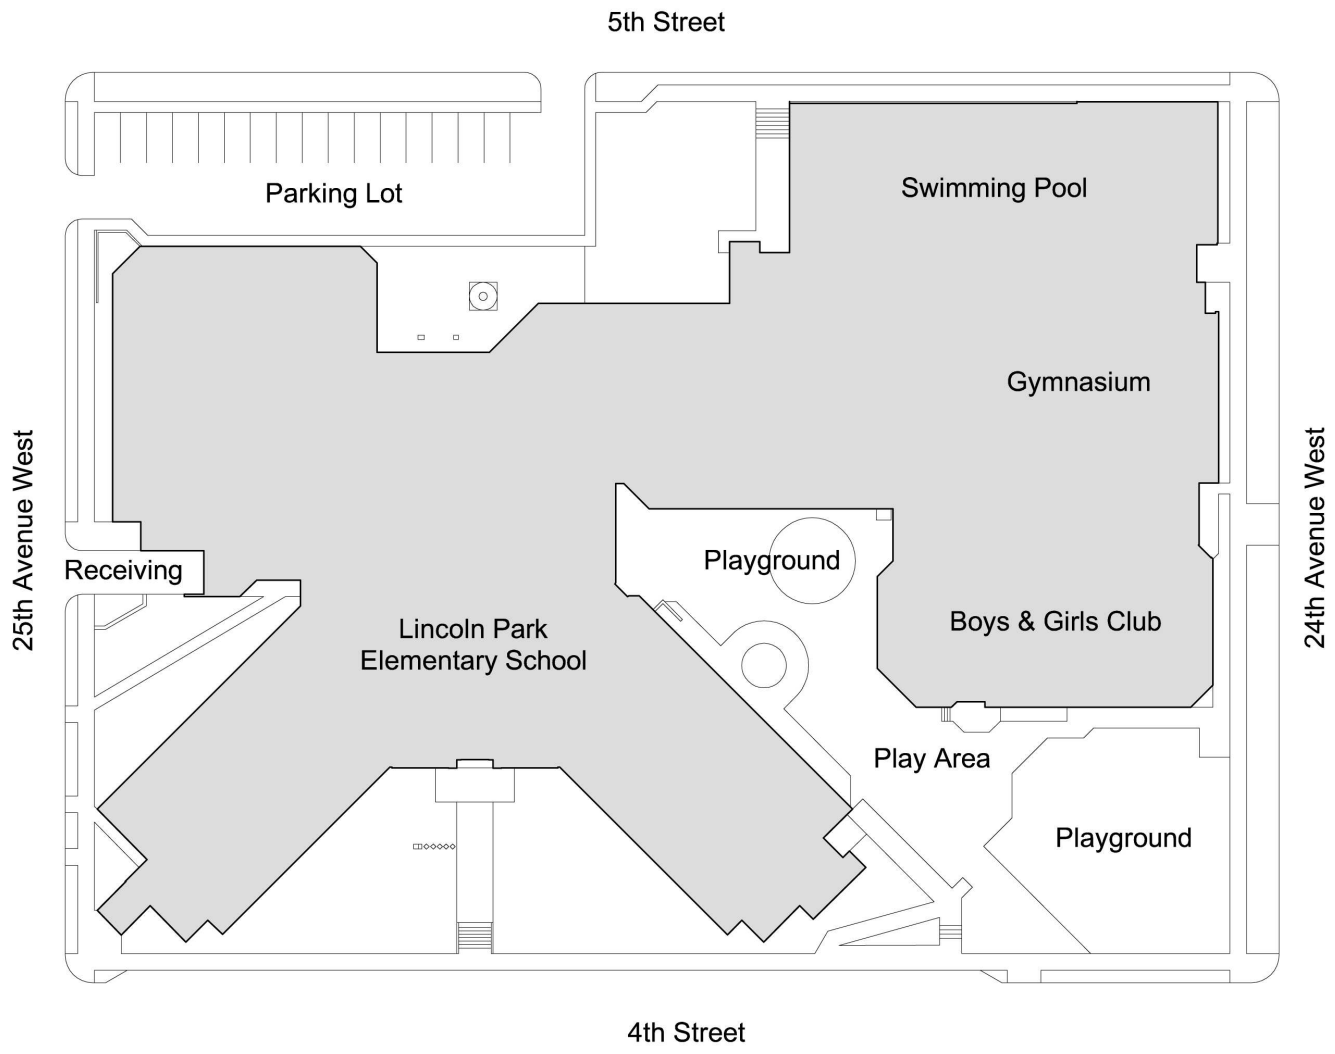 5th Street
Parking Lot
Swimming Pool
Gymnasium
25th Avenue West
24th Avenue West
Receiving
Playground
Boys & Girls Club
Lincoln Park
Elementary School
Play Area
Playground
4th Street